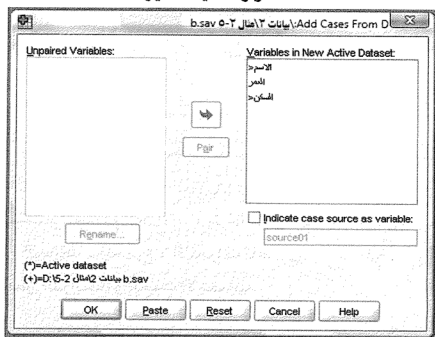 b.sav ٥-٢ بيانات ٣\مثال\:Add Cases From D
Unpaired Variables:
Variables in New Active Dataset:
الاسم>
العمر
السكن>
Pair
Rename...
Indicate case source as variable:
source01
(*)=Active dataset
(+)=D:\5-2 بيانات 2\مثال b.sav
OK Paste Reset Cancel Help